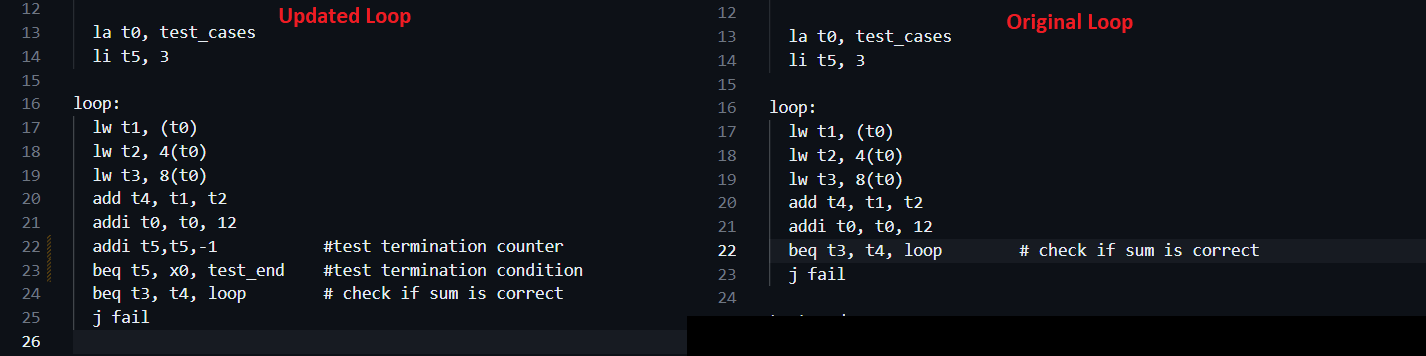 Updated Loop
12
13 la t0, test_cases
14 li t5, 3
15
16 loop:
17 lw t1, (t0)
18 lw t2, 4(t0)
19 lw t3, 8(t0)
20 add t4, t1, t2
21 addi t0, t0, 12
22 addi t5,t5,-1 #test termination counter
23 beq t5, x0, test_end #test termination condition
24 beq t3, t4, loop # check if sum is correct
25 j fail
26
Original Loop
12
13 la t0, test_cases
14 li t5, 3
15
16 loop:
17 lw t1, (t0)
18 lw t2, 4(t0)
19 lw t3, 8(t0)
20 add t4, t1, t2
21 addi t0, t0, 12
22 beq t3, t4, loop # check if sum is correct
23 j fail
24